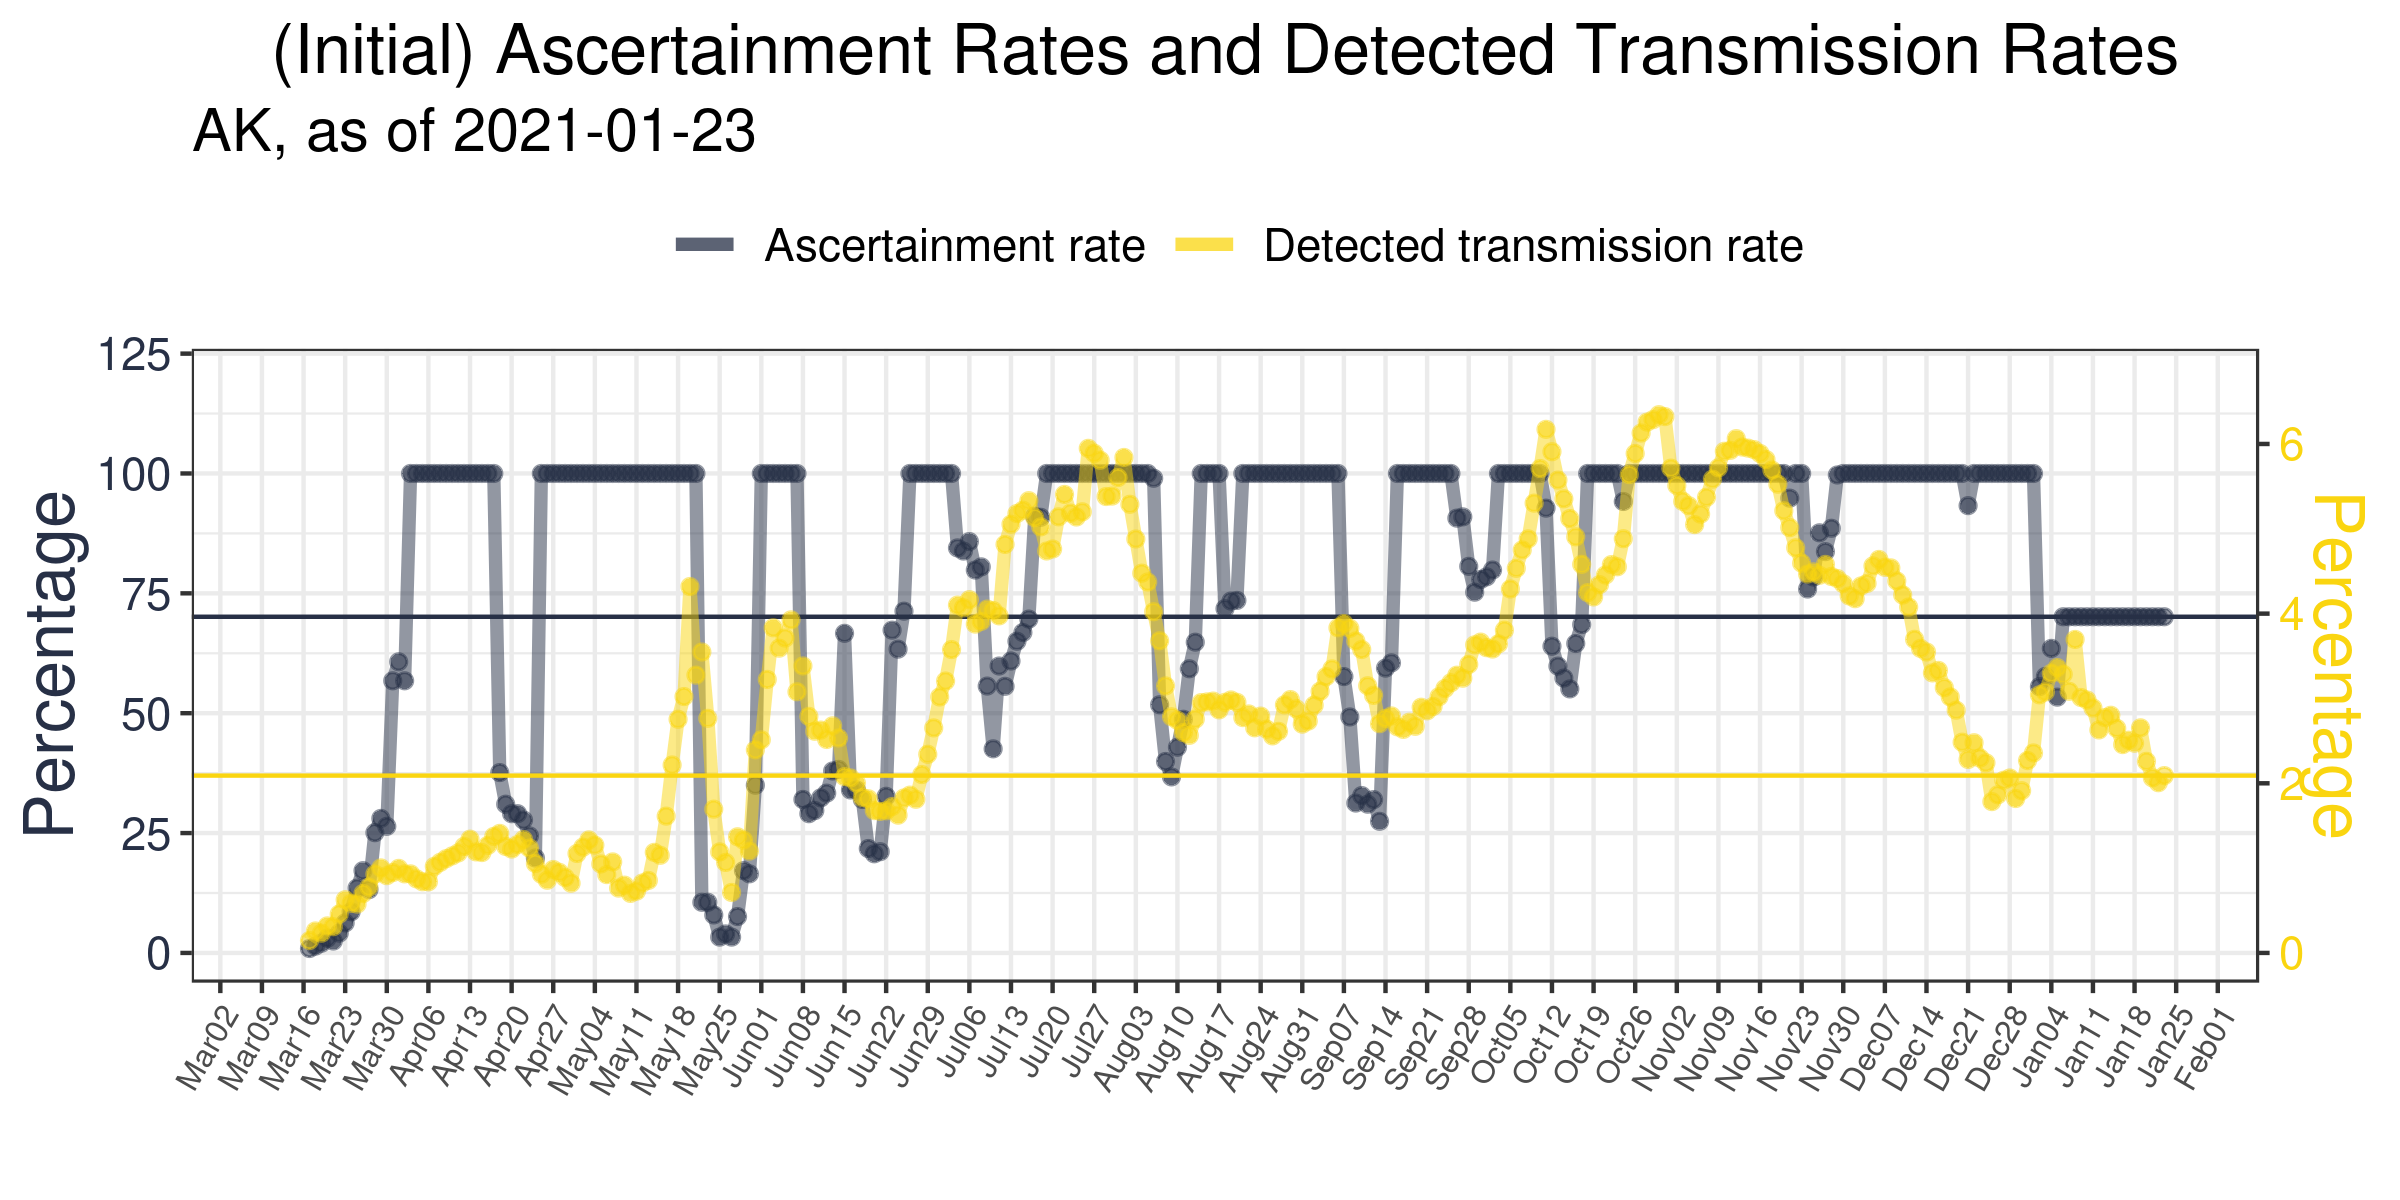 (Initial) Ascertainment Rates and Detected Transmission Rates
AK, as of 2021-01-23
Ascertainment rate Detected transmission rate
125
100
75
50
25
0
Percentage
6
4
2
0
Percentage
Mar02 Mar09 Mar16 Mar23 Mar30 Apr06 Apr13 Apr20 Apr27 May04 May11 May18 May25 Jun01 Jun08 Jun15 Jun22 Jun29 Jul06 Jul13 Jul20 Jul27 Aug03 Aug10 Aug17 Aug24 Aug31 Sep07 Sep14 Sep21 Sep28 Oct05 Oct12 Oct19 Oct26 Nov02 Nov09 Nov16 Nov23 Nov30 Dec07 Dec14 Dec21 Dec28 Jan04 Jan11 Jan18 Jan25 Feb01